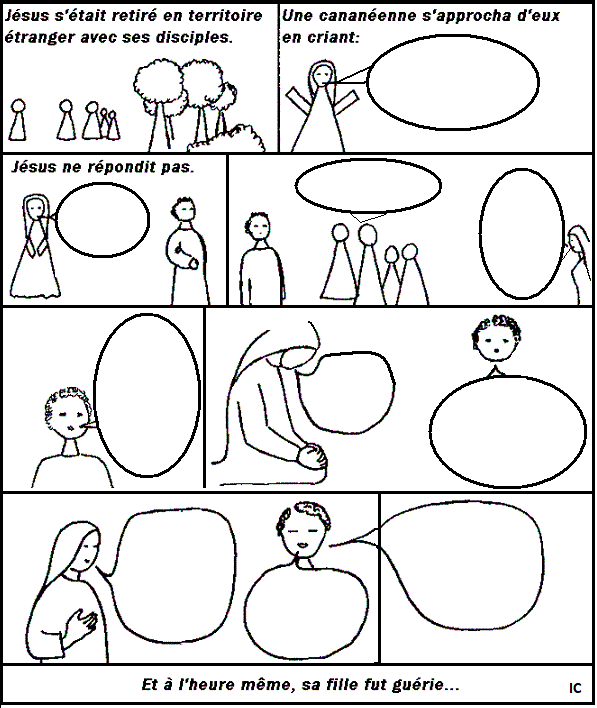 Jésus s'était retiré en territoire
étranger avec ses disciples.
Une cananéenne s'approcha d'eux
en criant:
Jésus ne répondit pas.
Et à l'heure même, sa fille fut guérie...
IC